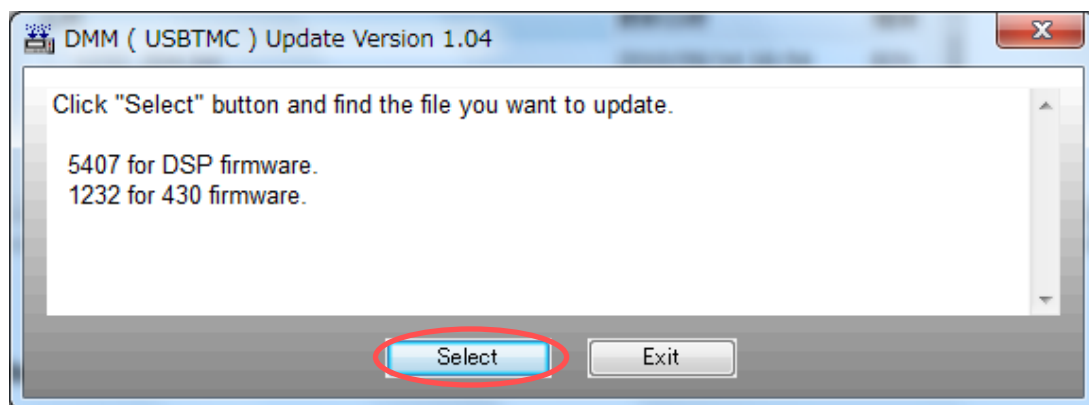 DMM ( USBTMC ) Update Version 1.04
Click "Select" button and find the file you want to update.
5407 for DSP firmware.
1232 for 430 firmware.
Select
Exit